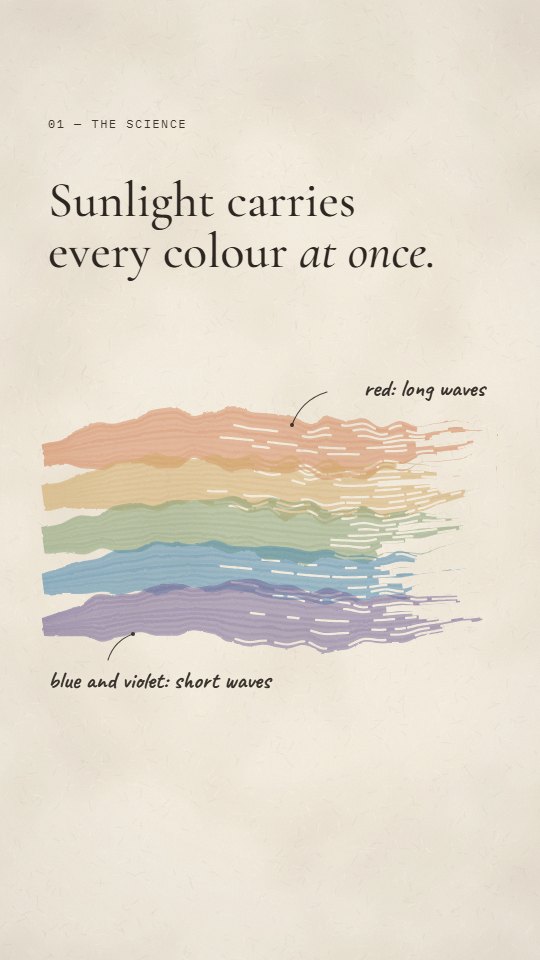 01 — THE SCIENCE
Sunlight carries
every colour at once.
red: long waves
blue and violet: short waves